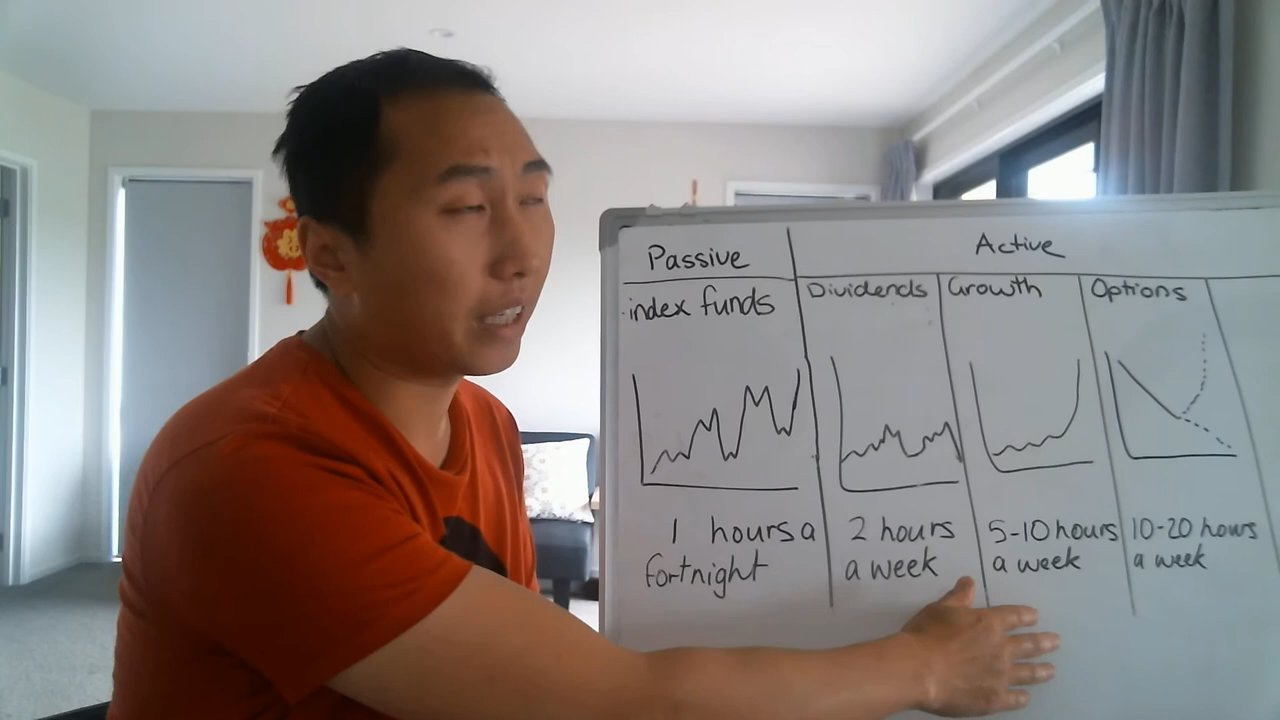 Passive
Active
index funds
Dividends
Growth
Options
1 hours a
fortnight
2 hours
a week
5-10 hours
a week
10-20 hours
a week